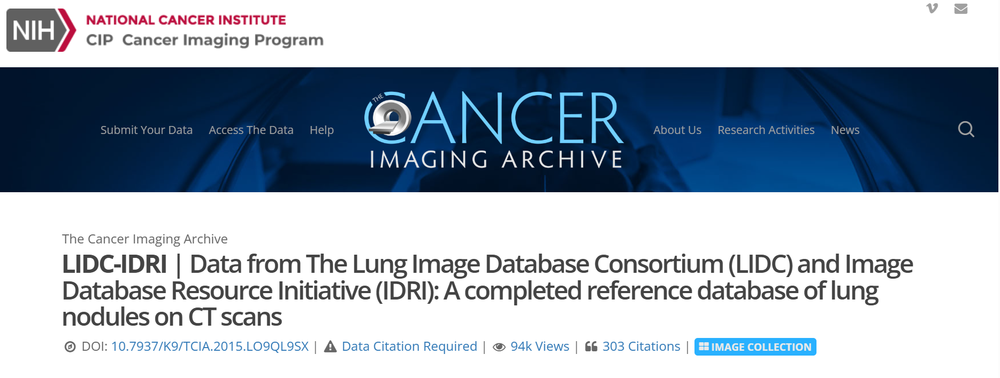 NIH
NATIONAL CANCER INSTITUTE
CIP Cancer Imaging Program
Submit Your Data
Access The Data
Help
THE
CANCER
IMAGING ARCHIVE
About Us
Research Activities
News
The Cancer Imaging Archive
LIDC-IDRI | Data from The Lung Image Database Consortium (LIDC) and Image
Database Resource Initiative (IDRI): A completed reference database of lung
nodules on CT scans
DOI: 10.7937/K9/TCIA.2015.LO9QL9SX | Data Citation Required | 94k Views | 303 Citations | IMAGE COLLECTION